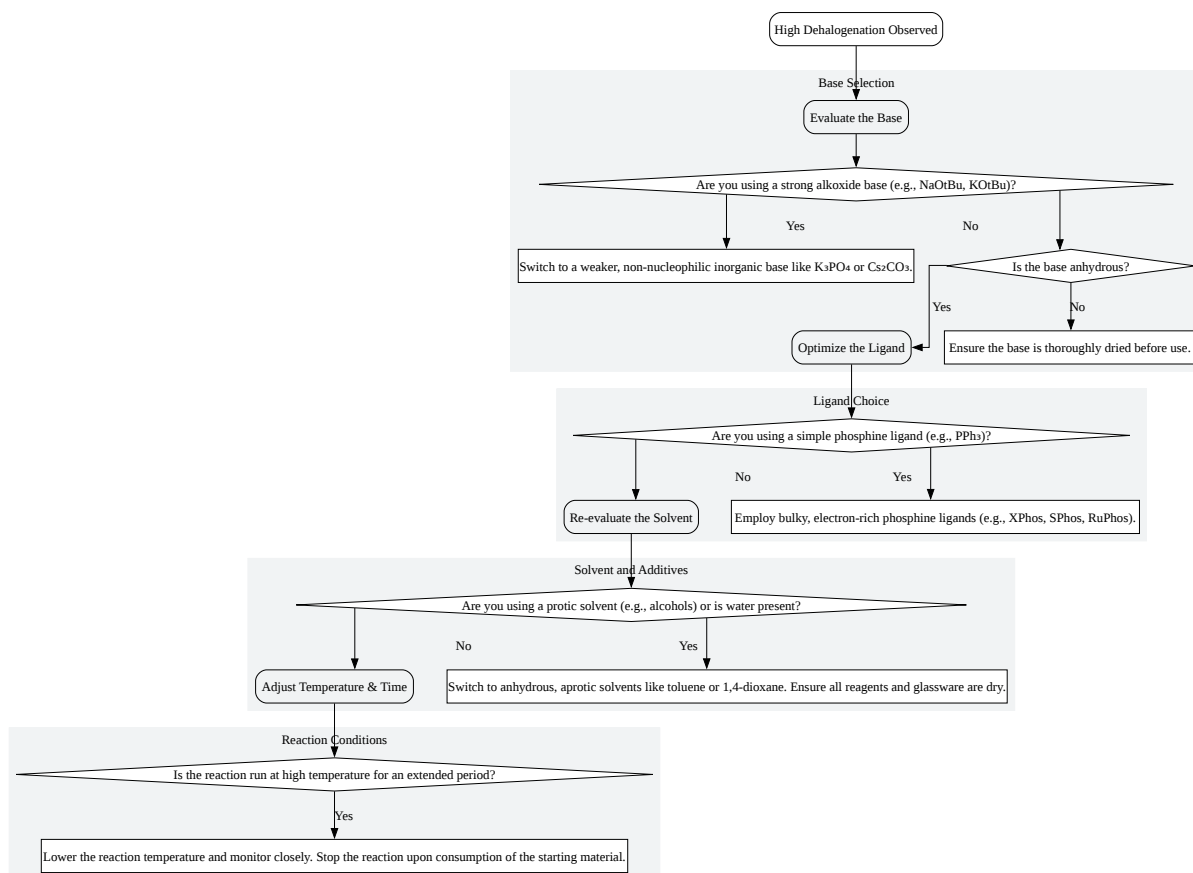 High Dehalogenation Observed
Base Selection
Evaluate the Base
Are you using a strong alkoxide base (e.g., NaOtBu, KOtBu)?
Yes
No
Switch to a weaker, non-nucleophilic inorganic base like K₃PO₄ or Cs₂CO₃.
Is the base anhydrous?
Yes
No
Optimize the Ligand
Ensure the base is thoroughly dried before use.
Ligand Choice
Are you using a simple phosphine ligand (e.g., PPh₃)?
No
Yes
Re-evaluate the Solvent
Employ bulky, electron-rich phosphine ligands (e.g., XPhos, SPhos, RuPhos).
Solvent and Additives
Are you using a protic solvent (e.g., alcohols) or is water present?
No
Yes
Adjust Temperature & Time
Switch to anhydrous, aprotic solvents like toluene or 1,4-dioxane. Ensure all reagents and glassware are dry.
Reaction Conditions
Is the reaction run at high temperature for an extended period?
Yes
Lower the reaction temperature and monitor closely. Stop the reaction upon consumption of the starting material.